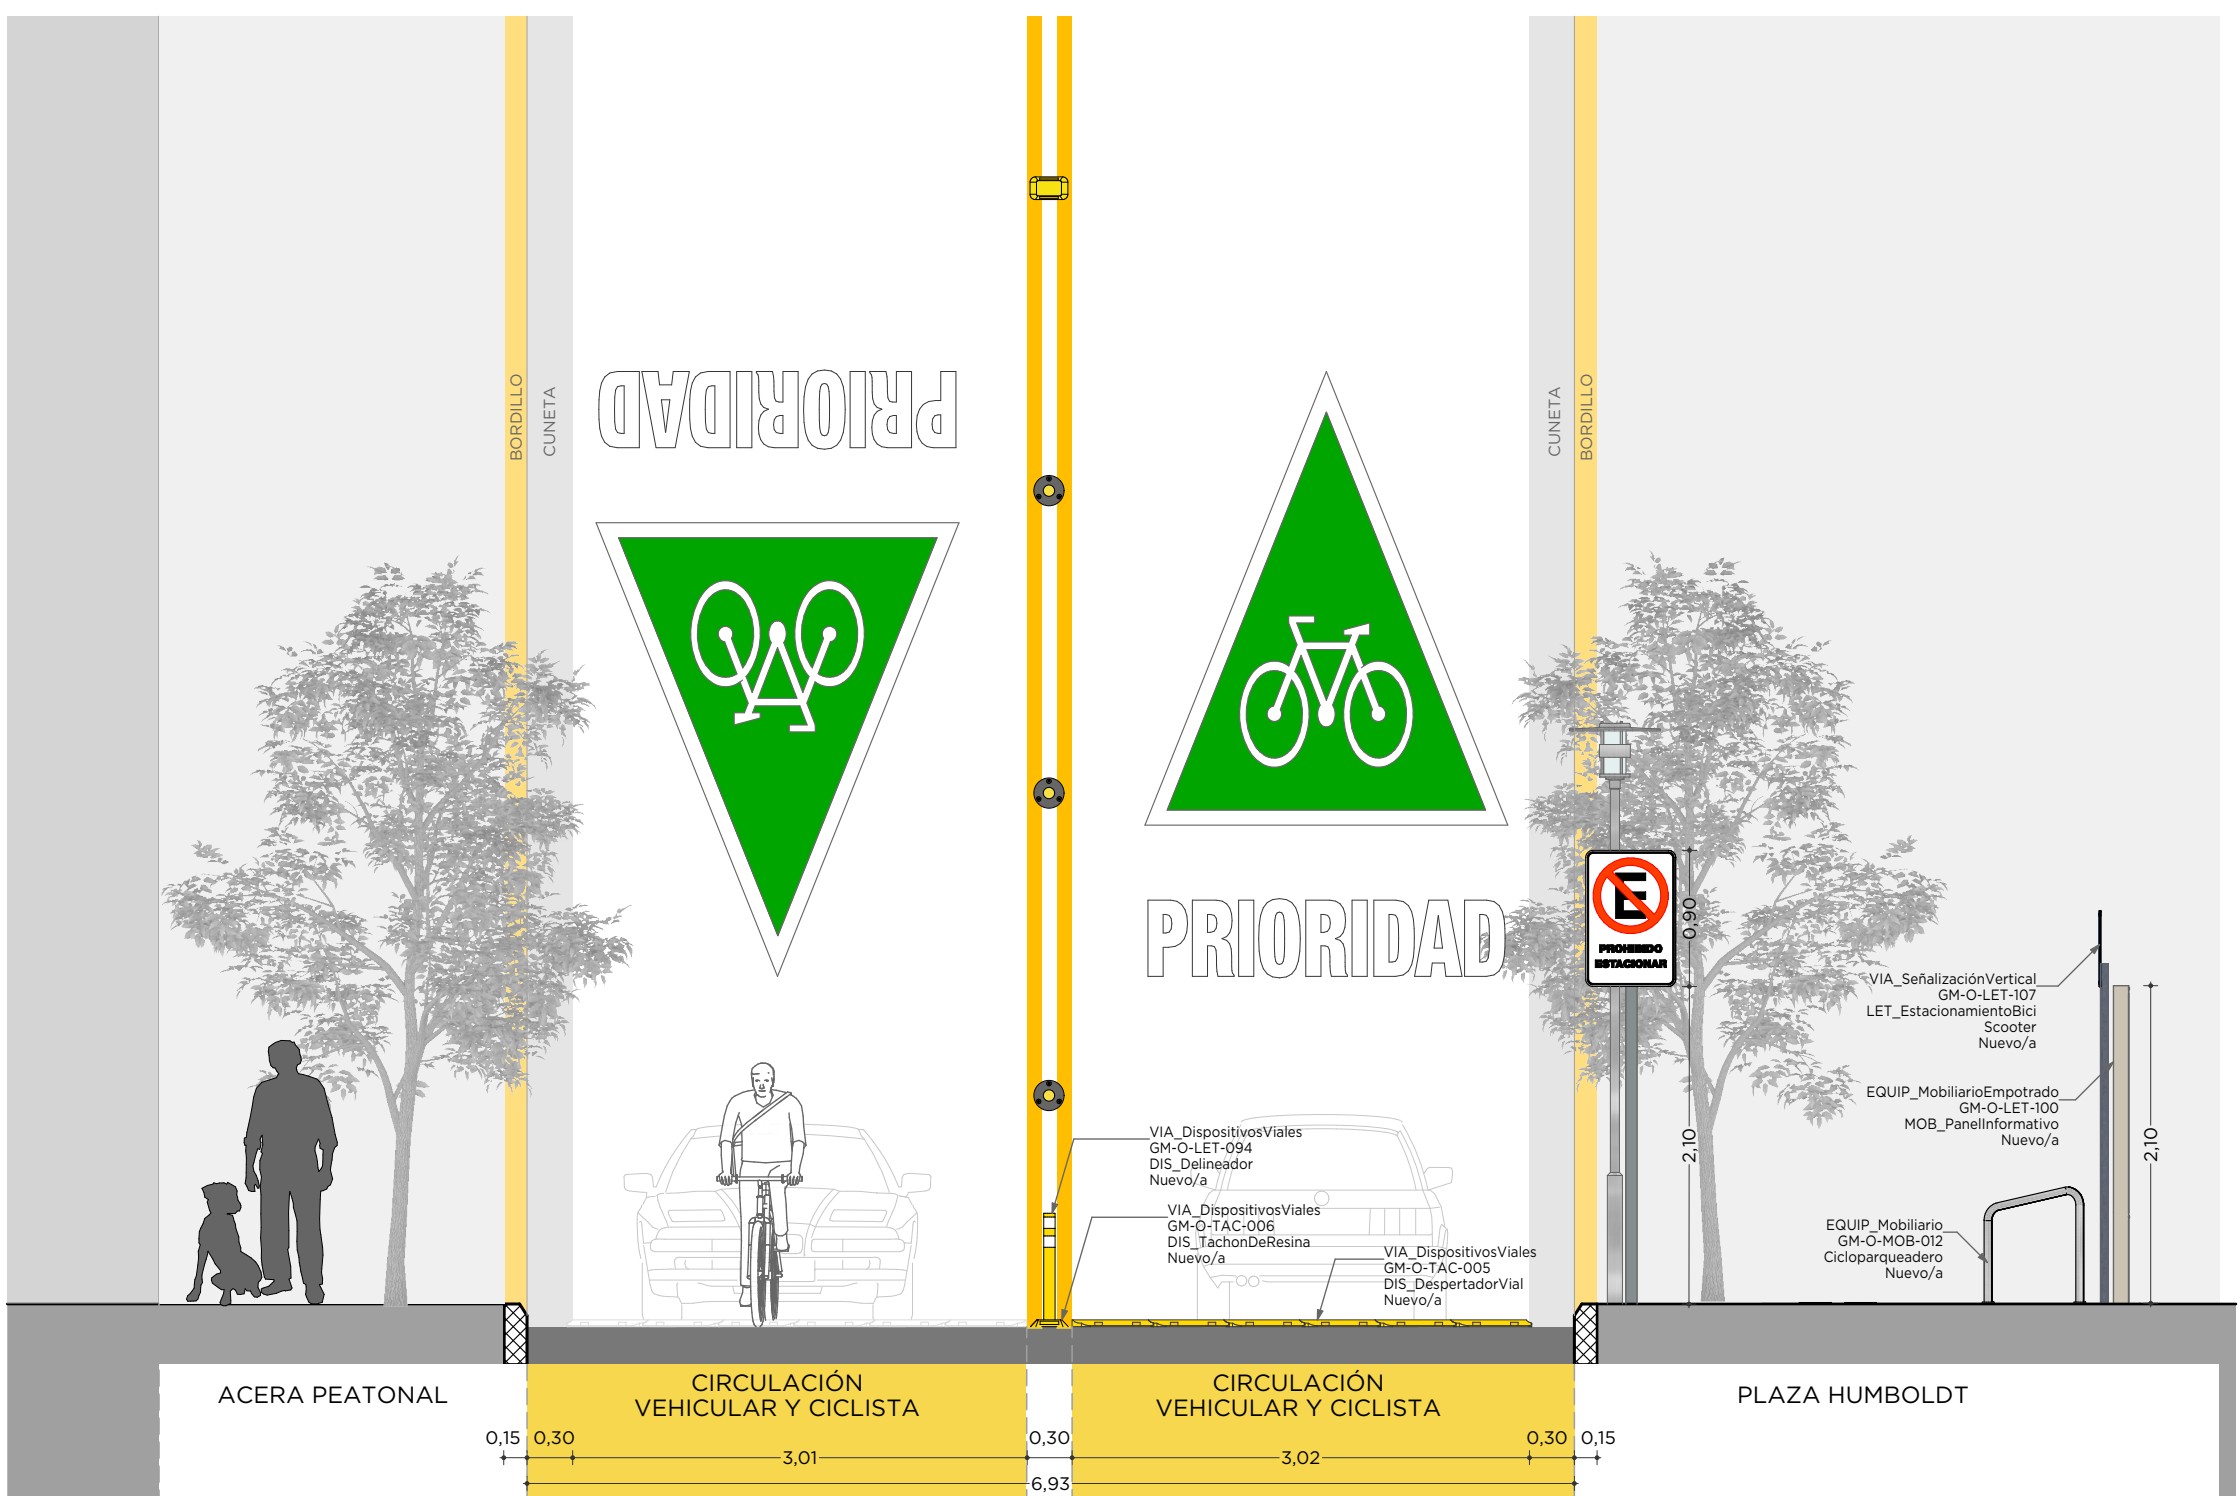 BORDILLO
CUNETA
PRIORIDAD
CUNETA
BORDILLO
PRIORIDAD
E
PROHIBIDO
ESTACIONAR
0,90
2,10
VIA_SeñalizaciónVertical
GM-O-LET-107
LET_EstacionamientoBici
Scooter
Nuevo/a
EQUIP_MobiliarioEmpotrado
GM-O-LET-100
MOB_PanelInformativo
Nuevo/a
2,10
VIA_DispositivosViales
GM-O-LET-094
DIS_Delineador
Nuevo/a
VIA_DispositivosViales
GM-O-TAC-006
DIS_TachonDeResina
Nuevo/a
VIA_DispositivosViales
GM-O-TAC-005
DIS_DespertadorVial
Nuevo/a
EQUIP_Mobiliario
GM-O-MOB-012
Cicloparqueadero
Nuevo/a
ACERA PEATONAL
CIRCULACIÓN
VEHICULAR Y CICLISTA
CIRCULACIÓN
VEHICULAR Y CICLISTA
PLAZA HUMBOLDT
0,15 0,30 0,30 0,30 0,15
3,01 3,02
6,93